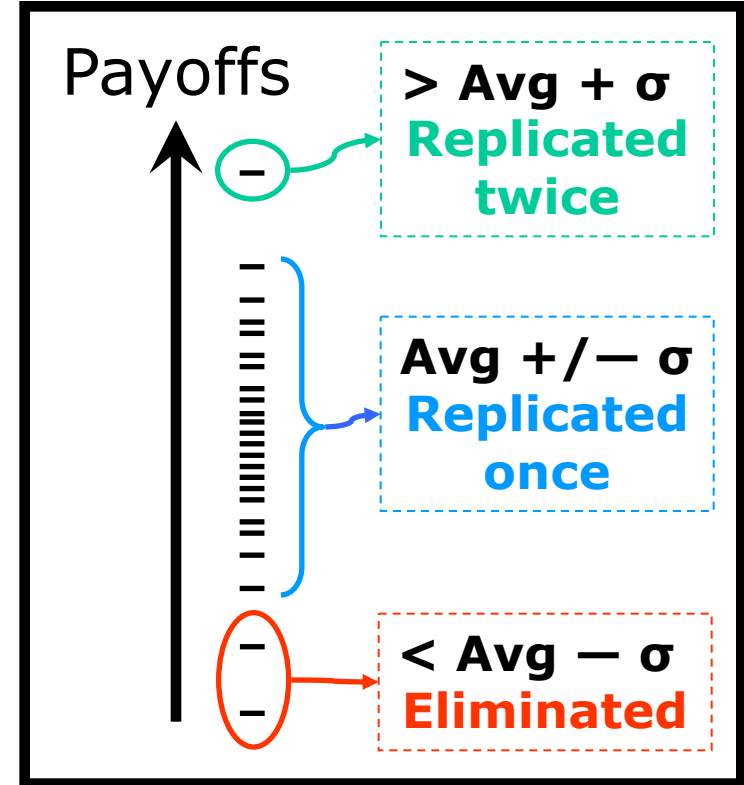 Payoffs
> Avg + σ
Replicated
twice
Avg +/− σ
Replicated
once
< Avg − σ
Eliminated